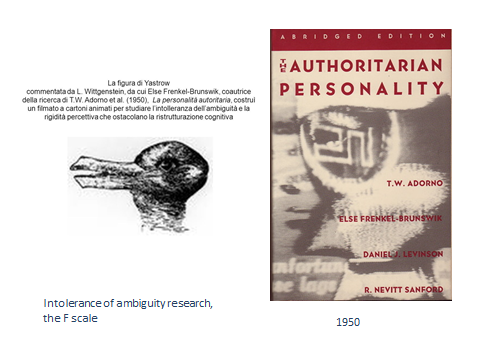 La figura di Yastrow
commentata da L. Wittgenstein, da cui Else Frenkel-Brunswik, coautrice
della ricerca di T.W. Adorno et al. (1950), La personalità autoritaria, costruì
un filmato a cartoni animati per studiare l'intolleranza dell'ambiguità e la
rigidità percettiva che ostacolano la ristrutturazione cognitiva
Intolerance of ambiguity research,
the F scale
ABRIDGED EDITION
THE AUTHORITARIAN
PERSONALITY
T.W. ADORNO
ELSE FRENKEL-BRUNSWIK
DANIEL J. LEVINSON
R. NEVITT SANFORD
1950